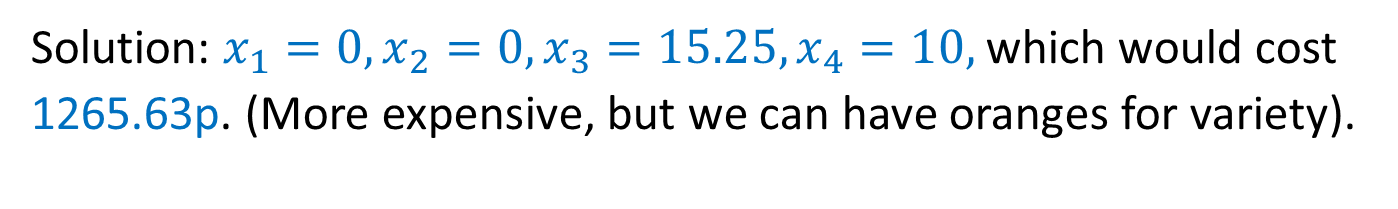 Solution: x₁ = 0, x₂ = 0, x₃ = 15.25, x₄ = 10, which would cost
1265.63p. (More expensive, but we can have oranges for variety).